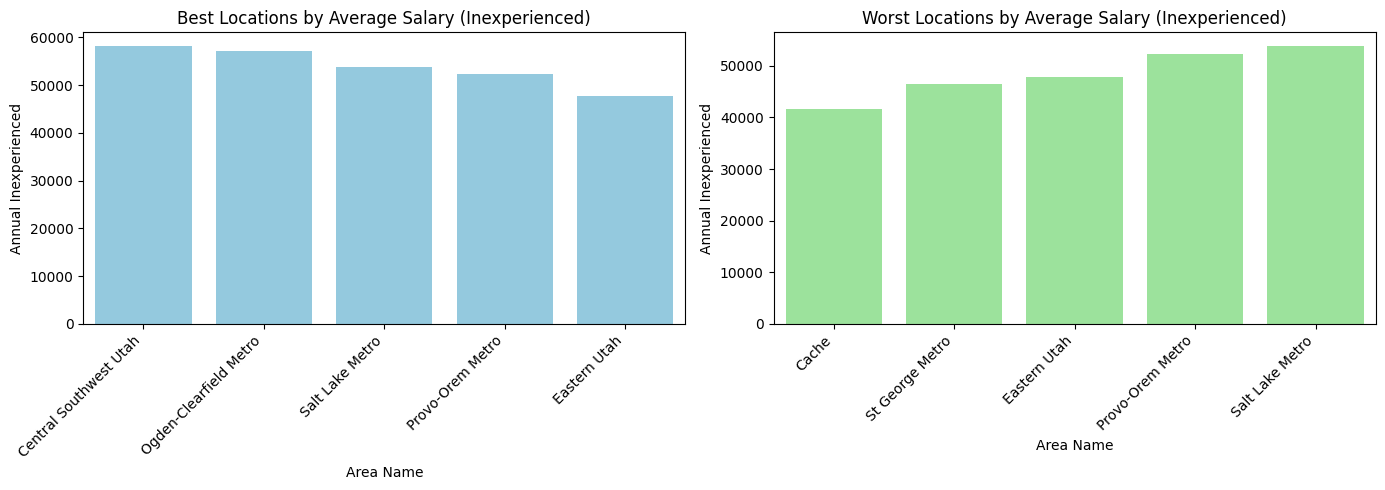 Best Locations by Average Salary (Inexperienced)
60000
50000
40000
30000
20000
10000
0
Annual Inexperienced
Central Southwest Utah
Ogden-Clearfield Metro
Salt Lake Metro
Provo-Orem Metro
Eastern Utah
Area Name
Worst Locations by Average Salary (Inexperienced)
50000
40000
30000
20000
10000
0
Annual Inexperienced
Cache
St George Metro
Eastern Utah
Provo-Orem Metro
Salt Lake Metro
Area Name